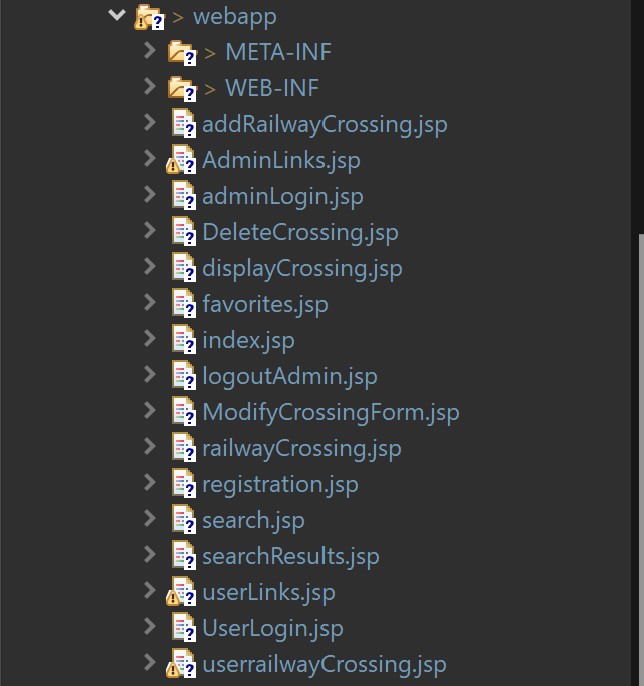 > webapp
> META-INF
> WEB-INF
addRailwayCrossing.jsp
AdminLinks.jsp
adminLogin.jsp
DeleteCrossing.jsp
displayCrossing.jsp
favorites.jsp
index.jsp
logoutAdmin.jsp
ModifyCrossingForm.jsp
railwayCrossing.jsp
registration.jsp
search.jsp
searchResults.jsp
userLinks.jsp
UserLogin.jsp
userrailwayCrossing.jsp